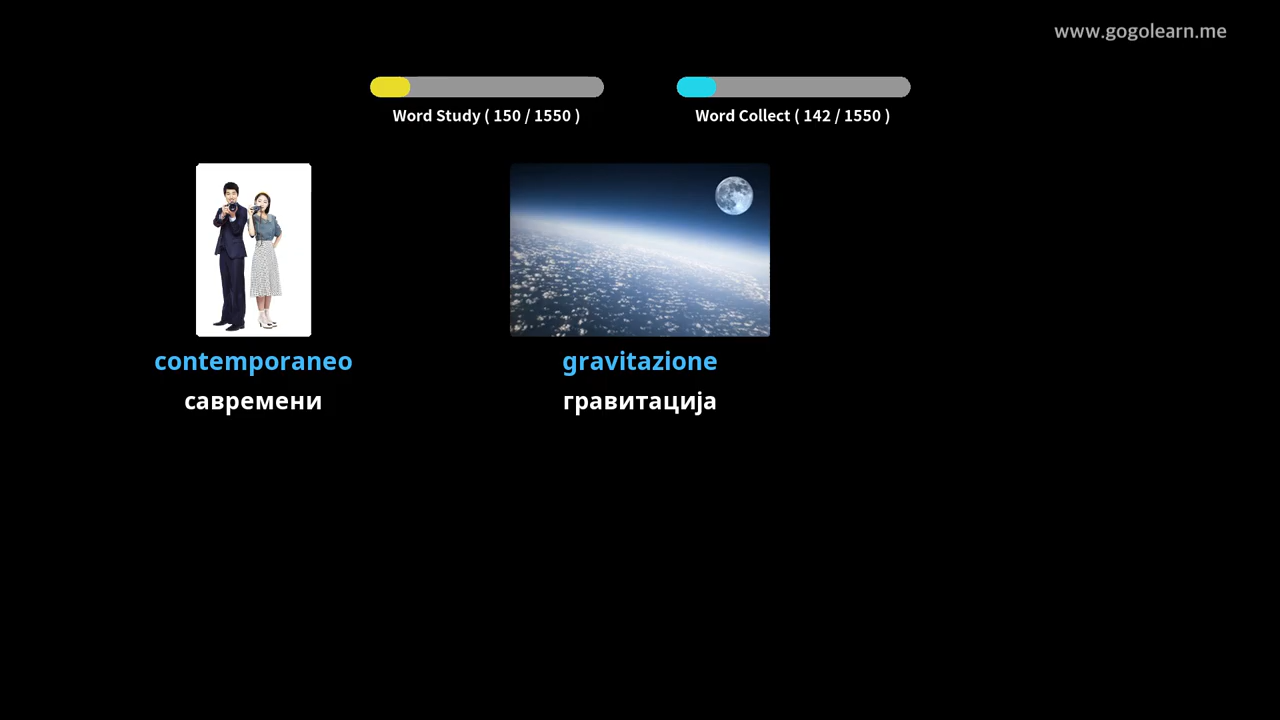 www.gogolearn.me
Word Study ( 150 / 1550 )
Word Collect ( 142 / 1550 )
contemporaneo
gravitazione
савремени
гравитација